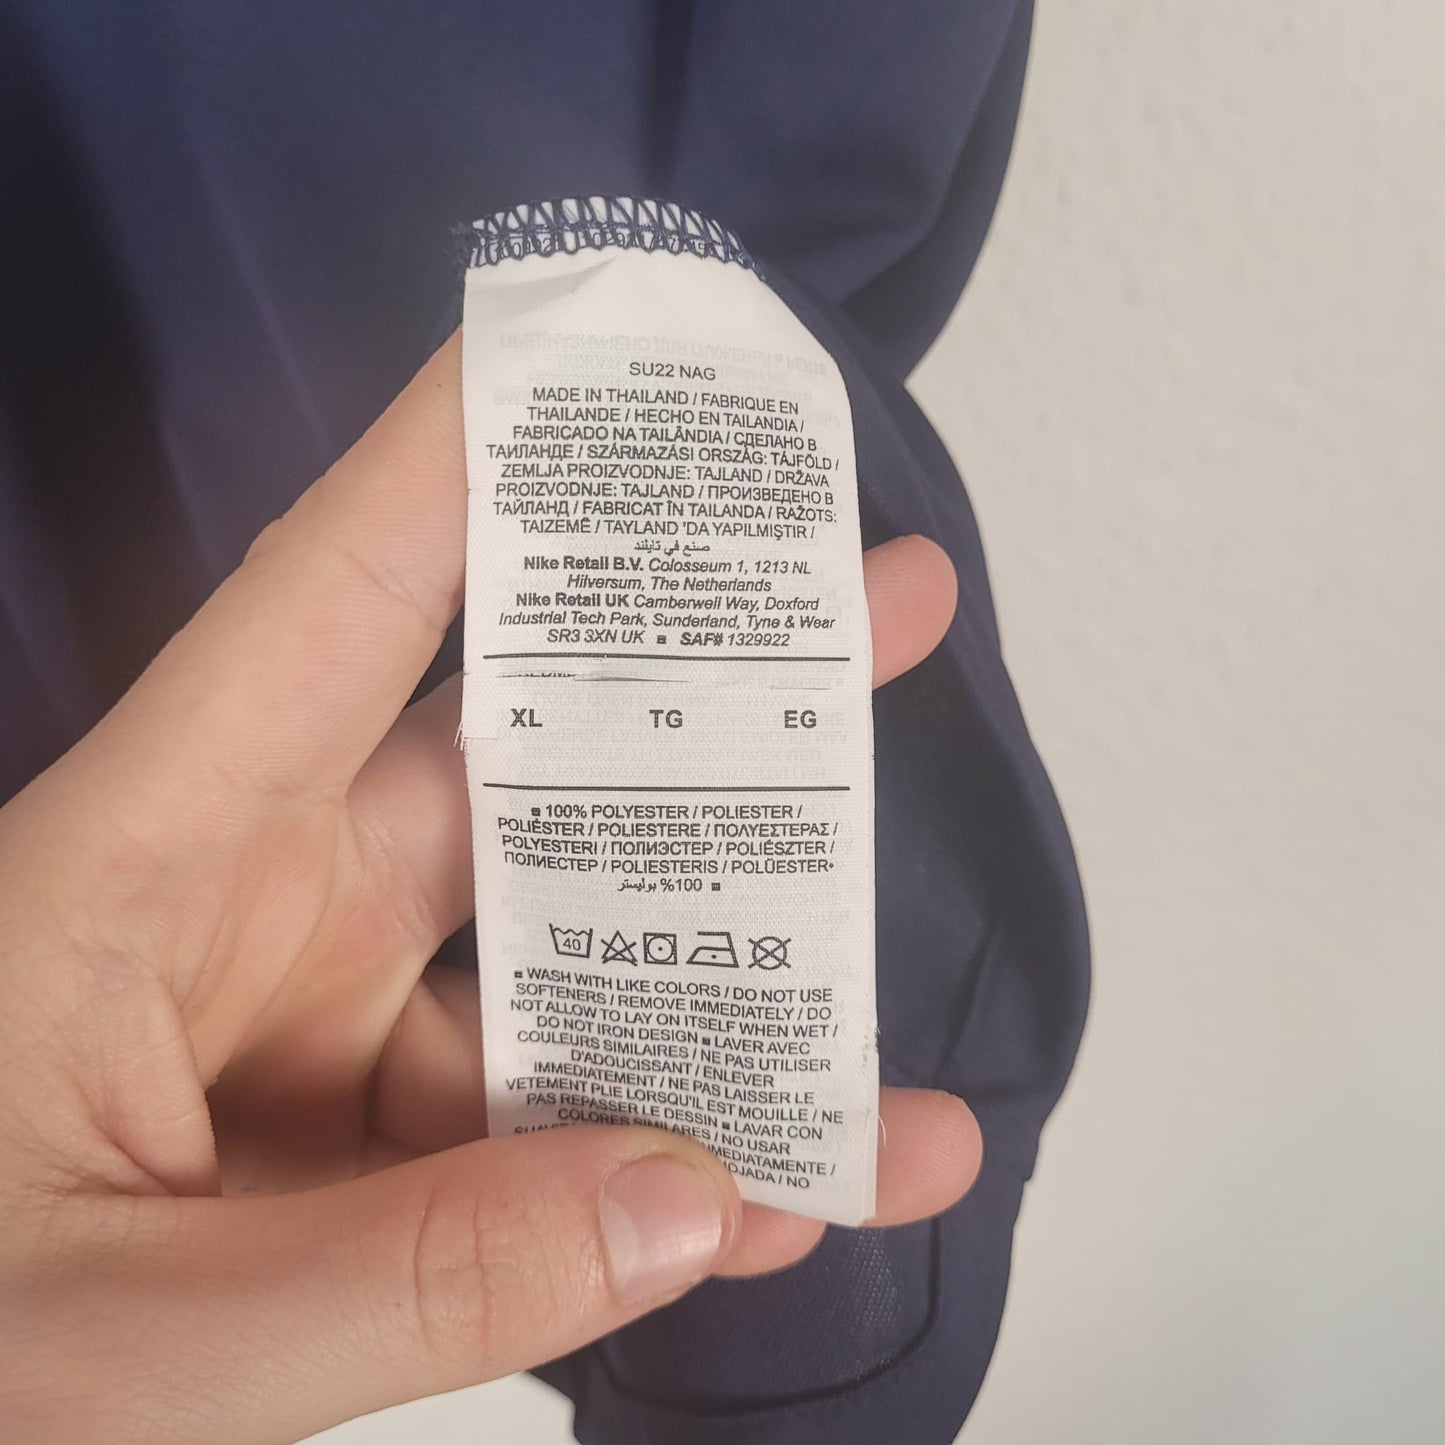 SU22 NAG
MADE IN THAILAND / FABRIQUE EN
THAILANDE / HECHO EN TAILANDIA /
FABRICADO NA TAILÂNDIA / СДЕЛАНО В
ТАИЛАНДЕ / SZÁRMAZÁSI ORSZÁG: TÁJFÖLD /
ZEMLJA PROIZVODNJE: TAJLAND / DRŽAVA
PROIZVODNJE: TAJLAND / ПРОИЗВЕДЕНО В
ТАЙЛАНД / FABRICAT ÎN TAILANDA / RAŽOTS:
TAIZEMĒ / TAYLAND 'DA YAPILMIŞTIR /
صنع في تايلند
Nike Retail B.V. Colosseum 1, 1213 NL
Hilversum, The Netherlands
Nike Retail UK Camberwell Way, Doxford
Industrial Tech Park, Sunderland, Tyne & Wear
SR3 3XN UK ■ SAF# 1329922
XL TG EG
■ 100% POLYESTER / POLIESTER /
POLIÉSTER / POLIESTERE / ΠΟΛΥΕΣΤΕΡΑΣ /
POLYESTERI / ПОЛИЭСТЕР / POLIÉSZTER /
ПОЛИЕСТЕР / POLIESTERIS / POLÜESTER•
100% بوليستر ■
40
■ WASH WITH LIKE COLORS / DO NOT USE
SOFTENERS / REMOVE IMMEDIATELY / DO
NOT ALLOW TO LAY ON ITSELF WHEN WET /
DO NOT IRON DESIGN ■ LAVER AVEC
COULEURS SIMILAIRES / NE PAS UTILISER
D'ADOUCISSANT / ENLEVER
IMMEDIATEMENT / NE PAS LAISSER LE
VETEMENT PLIE LORSQU'IL EST MOUILLE / NE
PAS REPASSER LE DESSIN ■ LAVAR CON
COLORES SIMILARES / NO USAR
/ NO